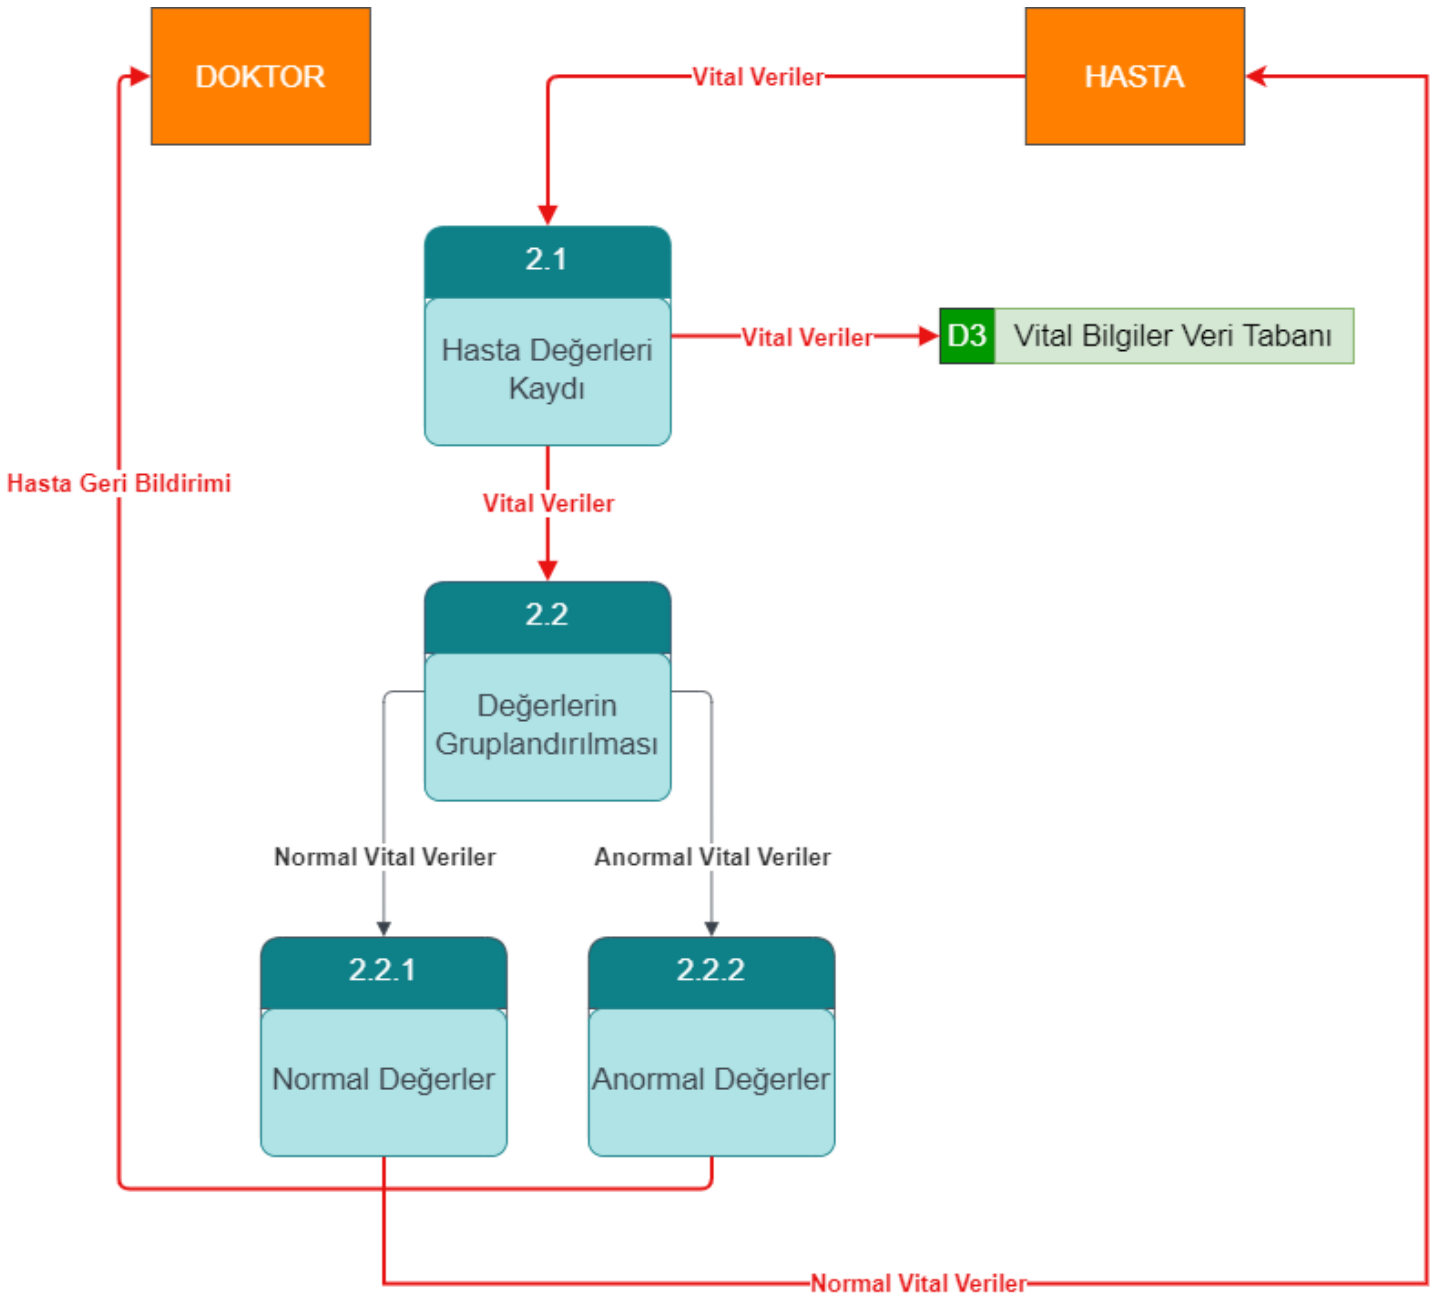 DOKTOR
Vital Veriler
HASTA
2.1
Hasta Değerleri
Kaydı
Vital Veriler
D3
Vital Bilgiler Veri Tabanı
Hasta Geri Bildirimi
Vital Veriler
2.2
Değerlerin
Gruplandırılması
Normal Vital Veriler
Anormal Vital Veriler
2.2.1
2.2.2
Normal Değerler
Anormal Değerler
Normal Vital Veriler